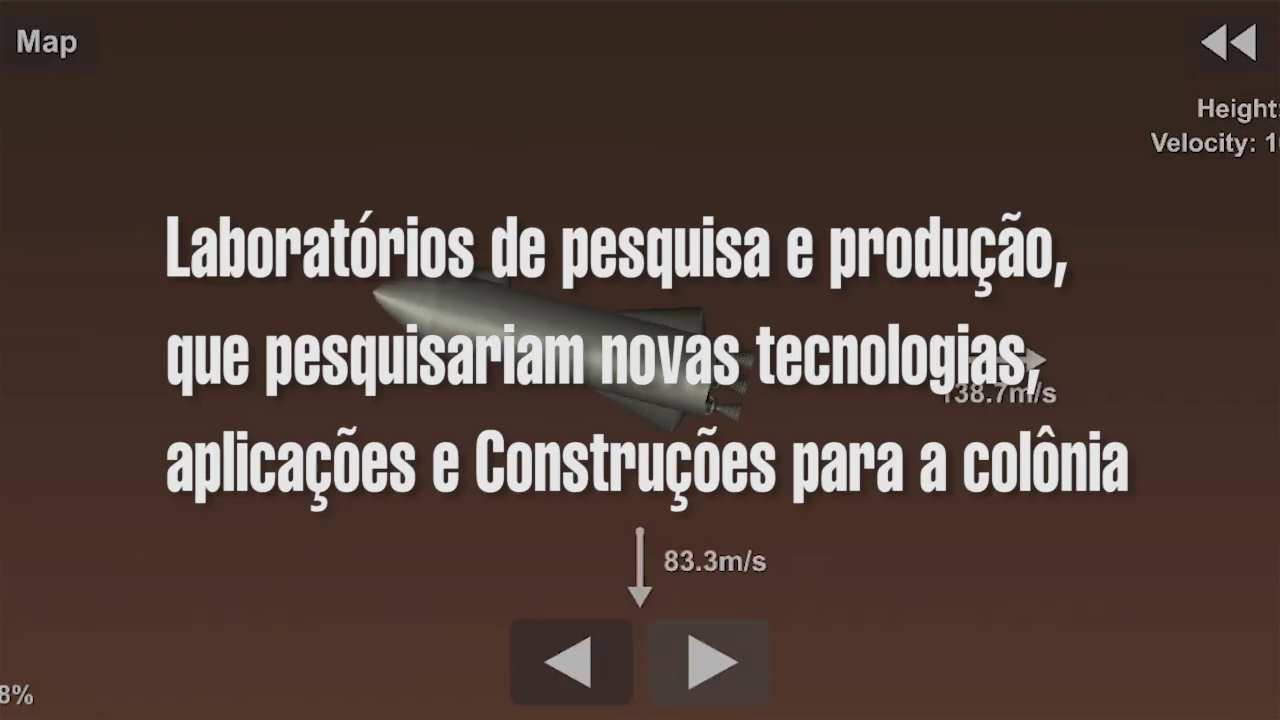 Map
Height:
Velocity: 1
Laboratórios de pesquisa e produção,
que pesquisariam novas tecnologias,
138.7m/s
aplicações e Construções para a colônia
83.3m/s
8%